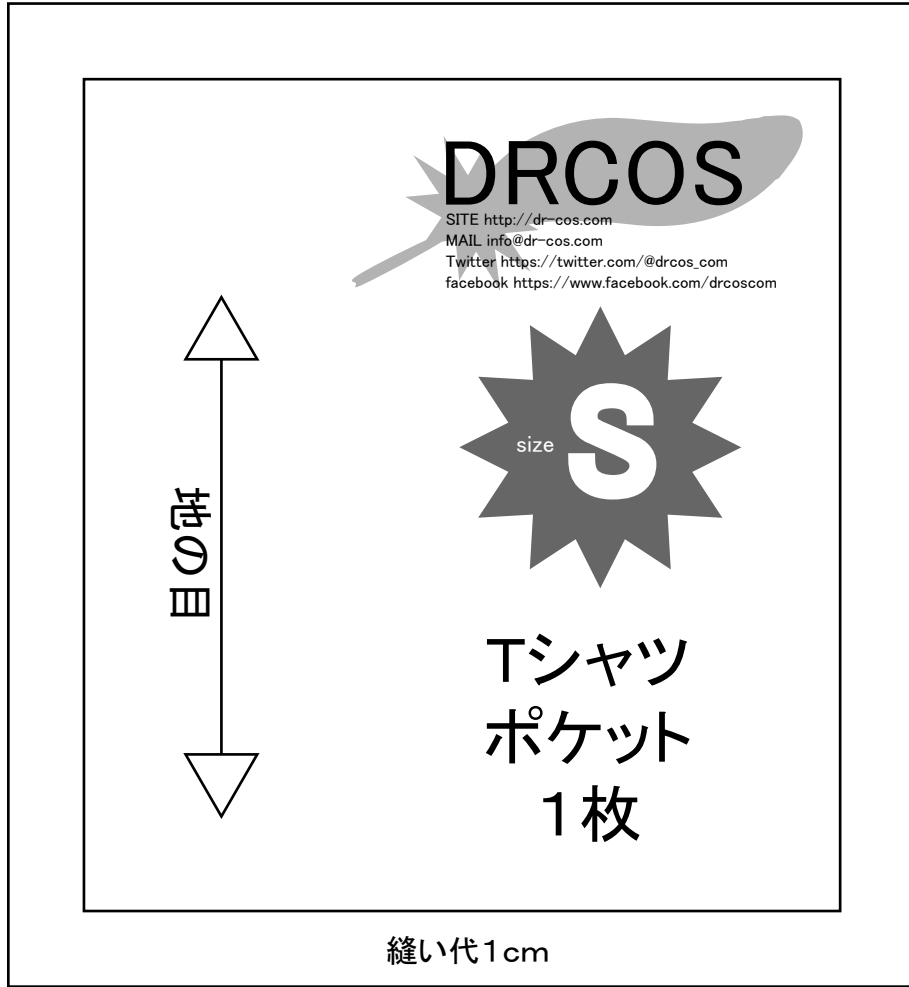 DRCOS
SITE http://dr-cos.com
MAIL info@dr-cos.com
Twitter https://twitter.com/@drcos_com
facebook https://www.facebook.com/drcoscom
size S
地の目
Tシャツ
ポケット
1枚
縫い代1cm